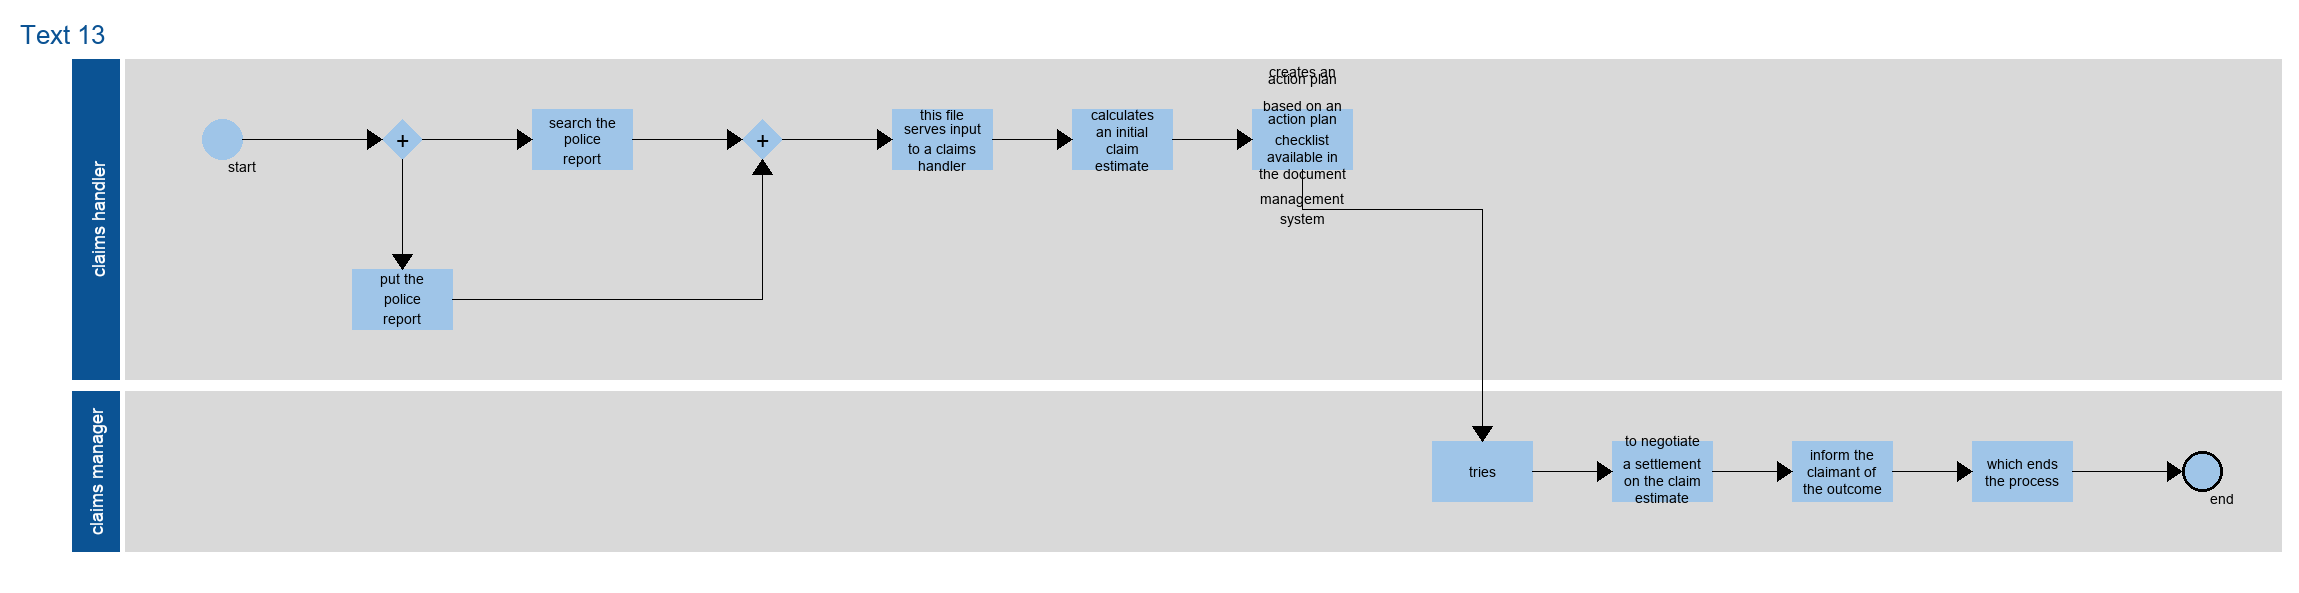 Text 13
claims handler
start
+
search the
police
report
+
this file
serves input
to a claims
handler
calculates
an initial
claim
estimate
creates an
action plan
based on an
action plan
checklist
available in
the document
management
system
put the
police
report
claims manager
tries
to negotiate
a settlement
on the claim
estimate
inform the
claimant of
the outcome
which ends
the process
end